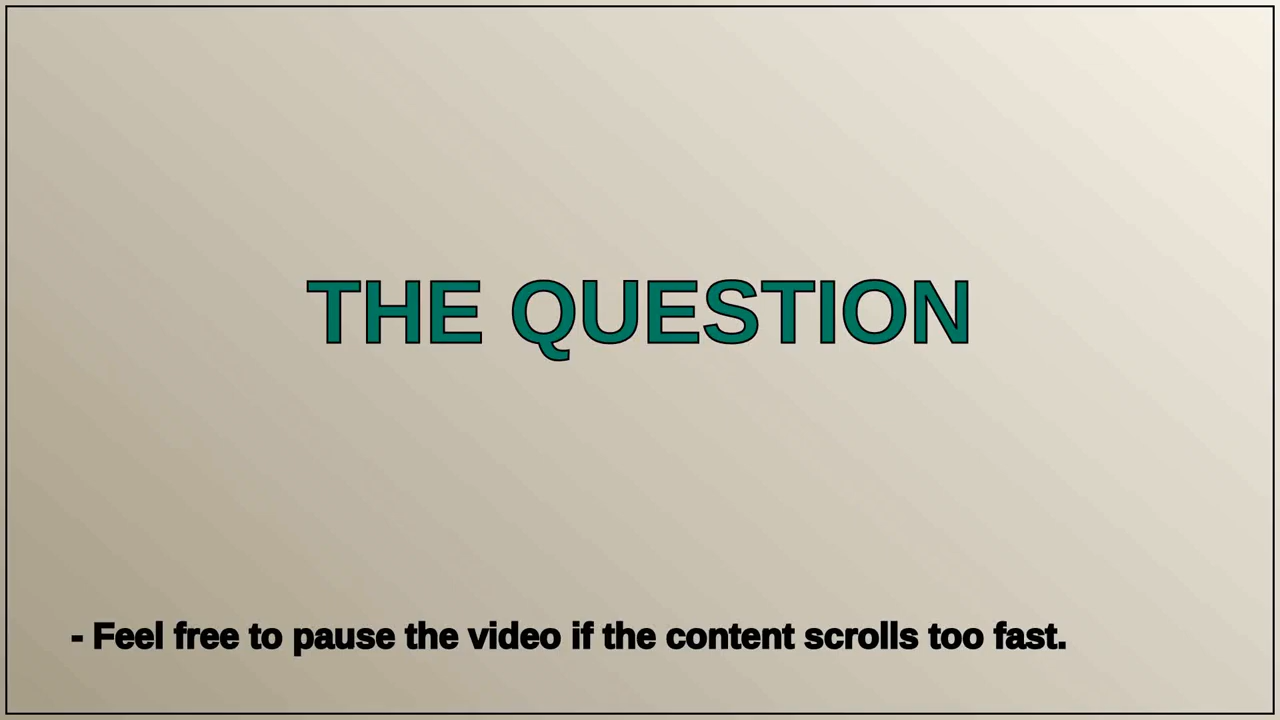 THE QUESTION
- Feel free to pause the video if the content scrolls too fast.